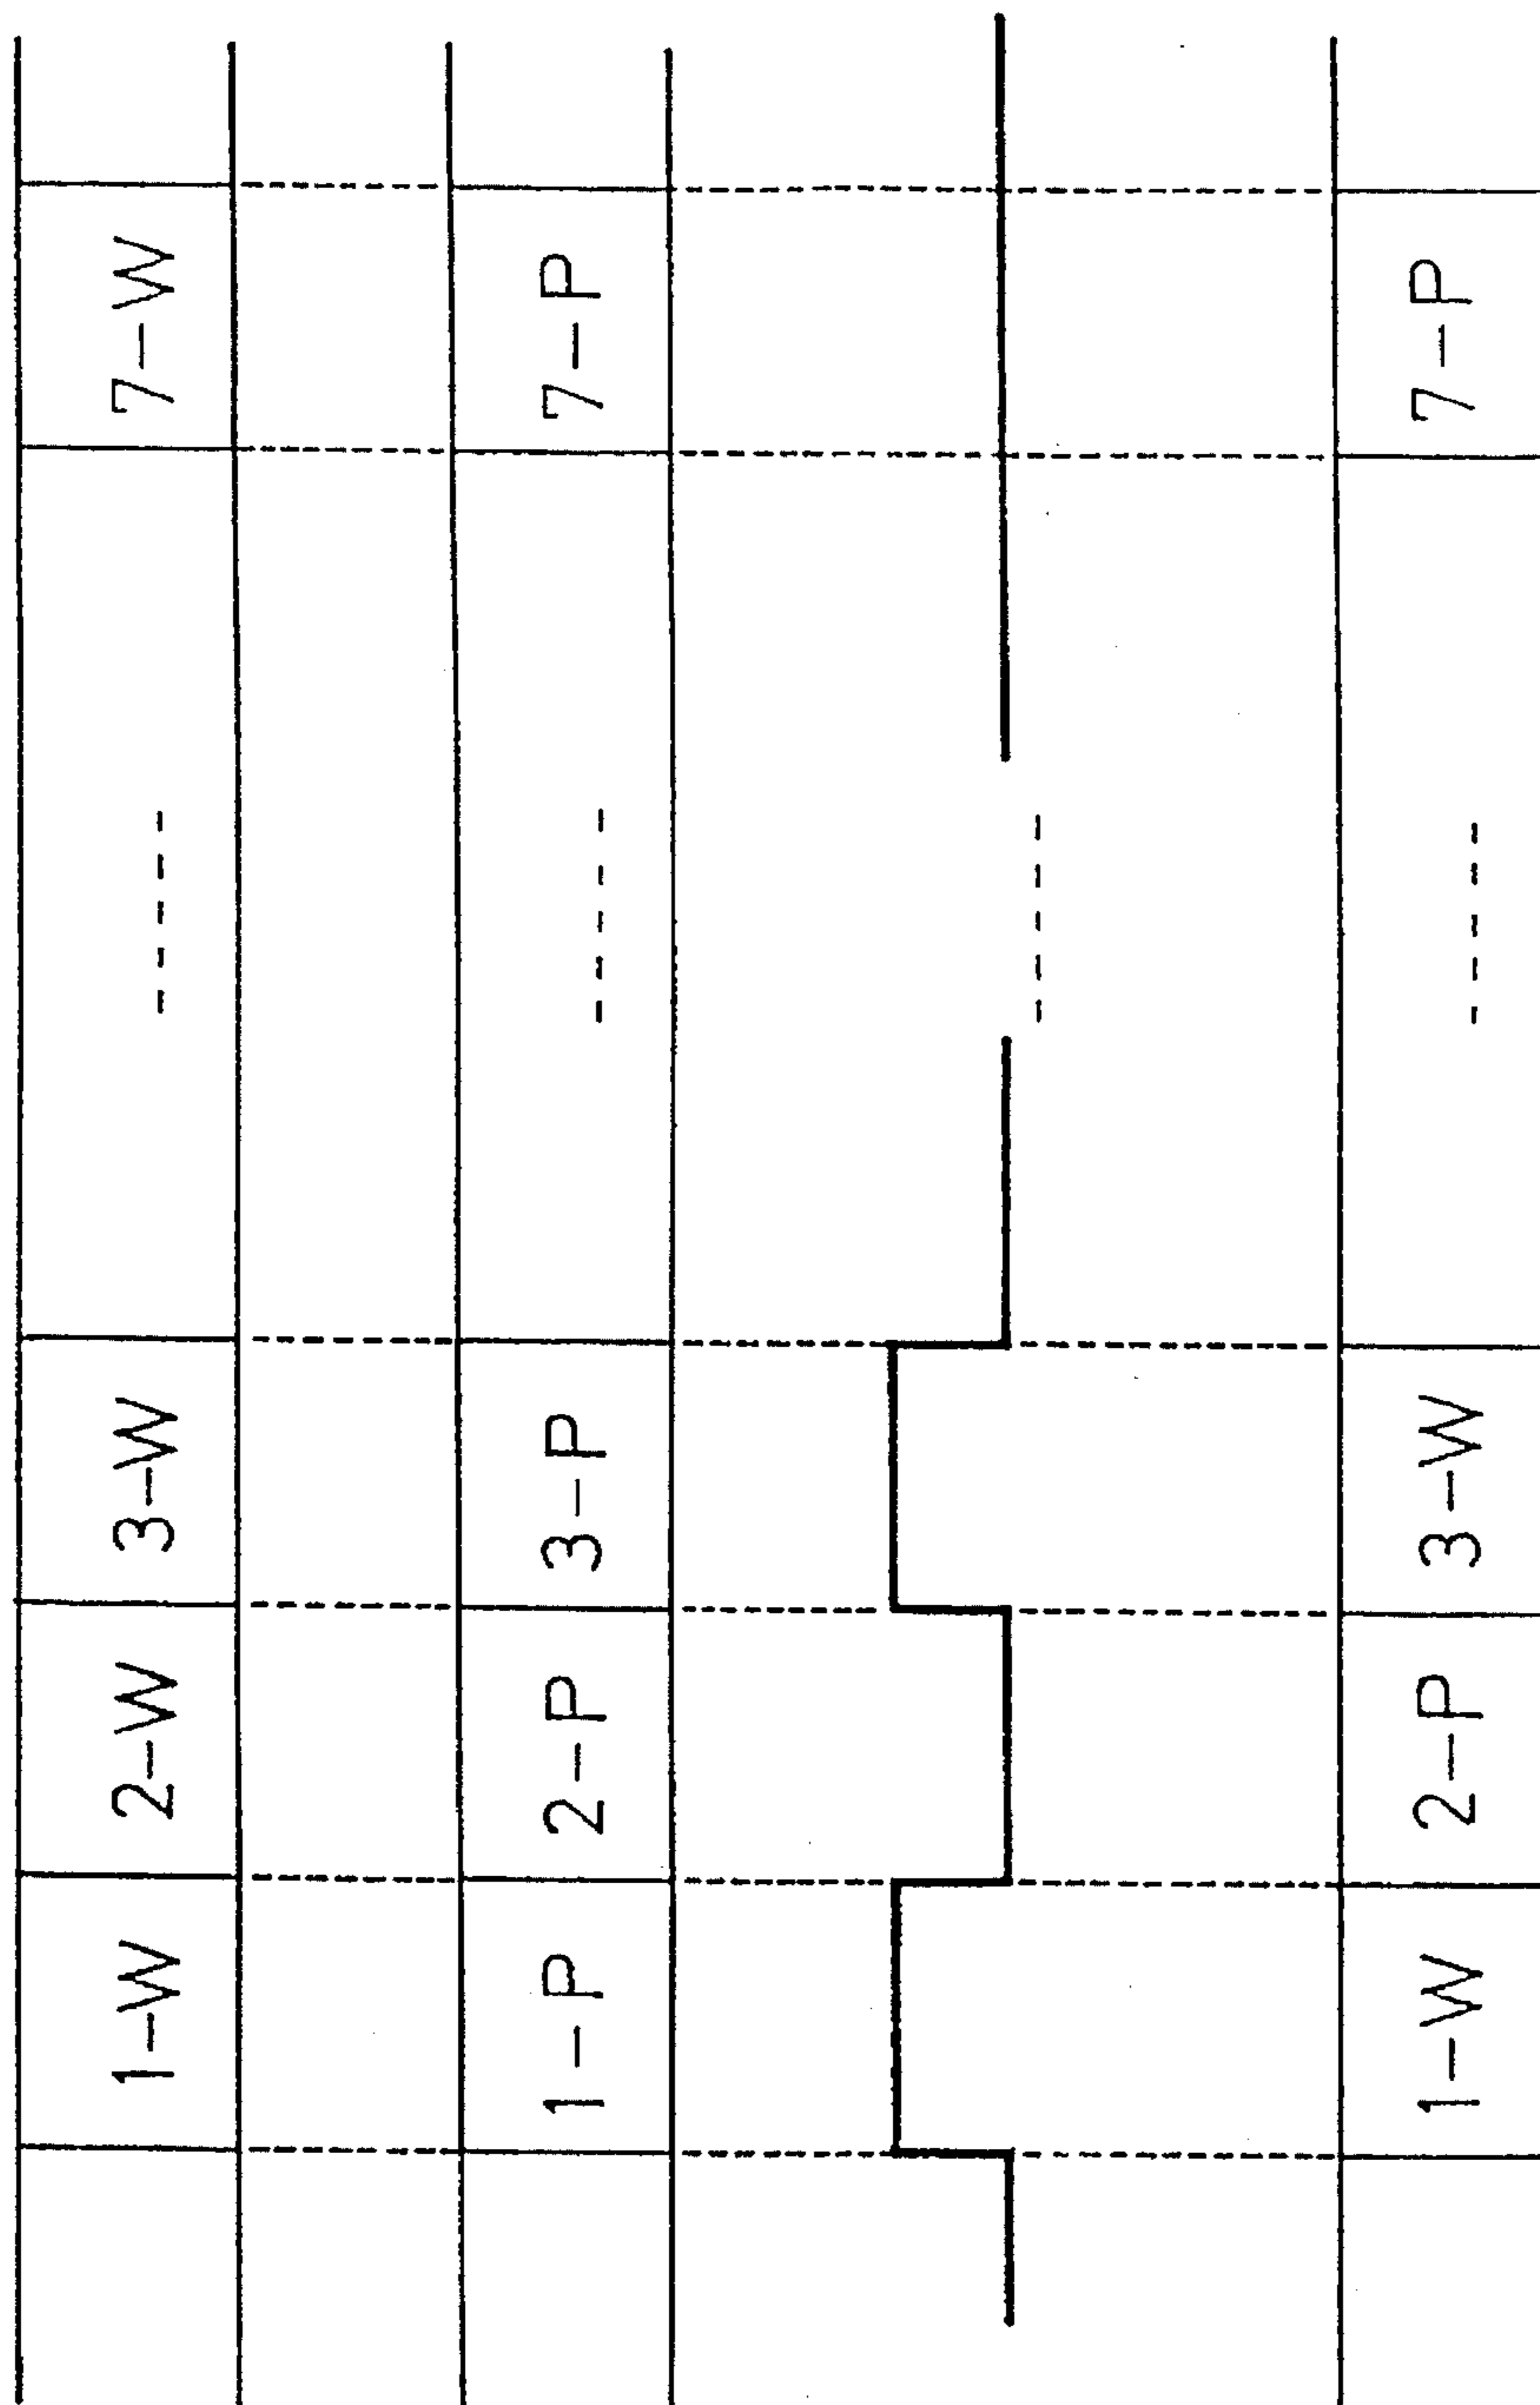 1-W 2-W 3-W ----- 7-W
1-P 2-P 3-P ----- 7-P
-----
1-W 2-P 3-W ----- 7-P